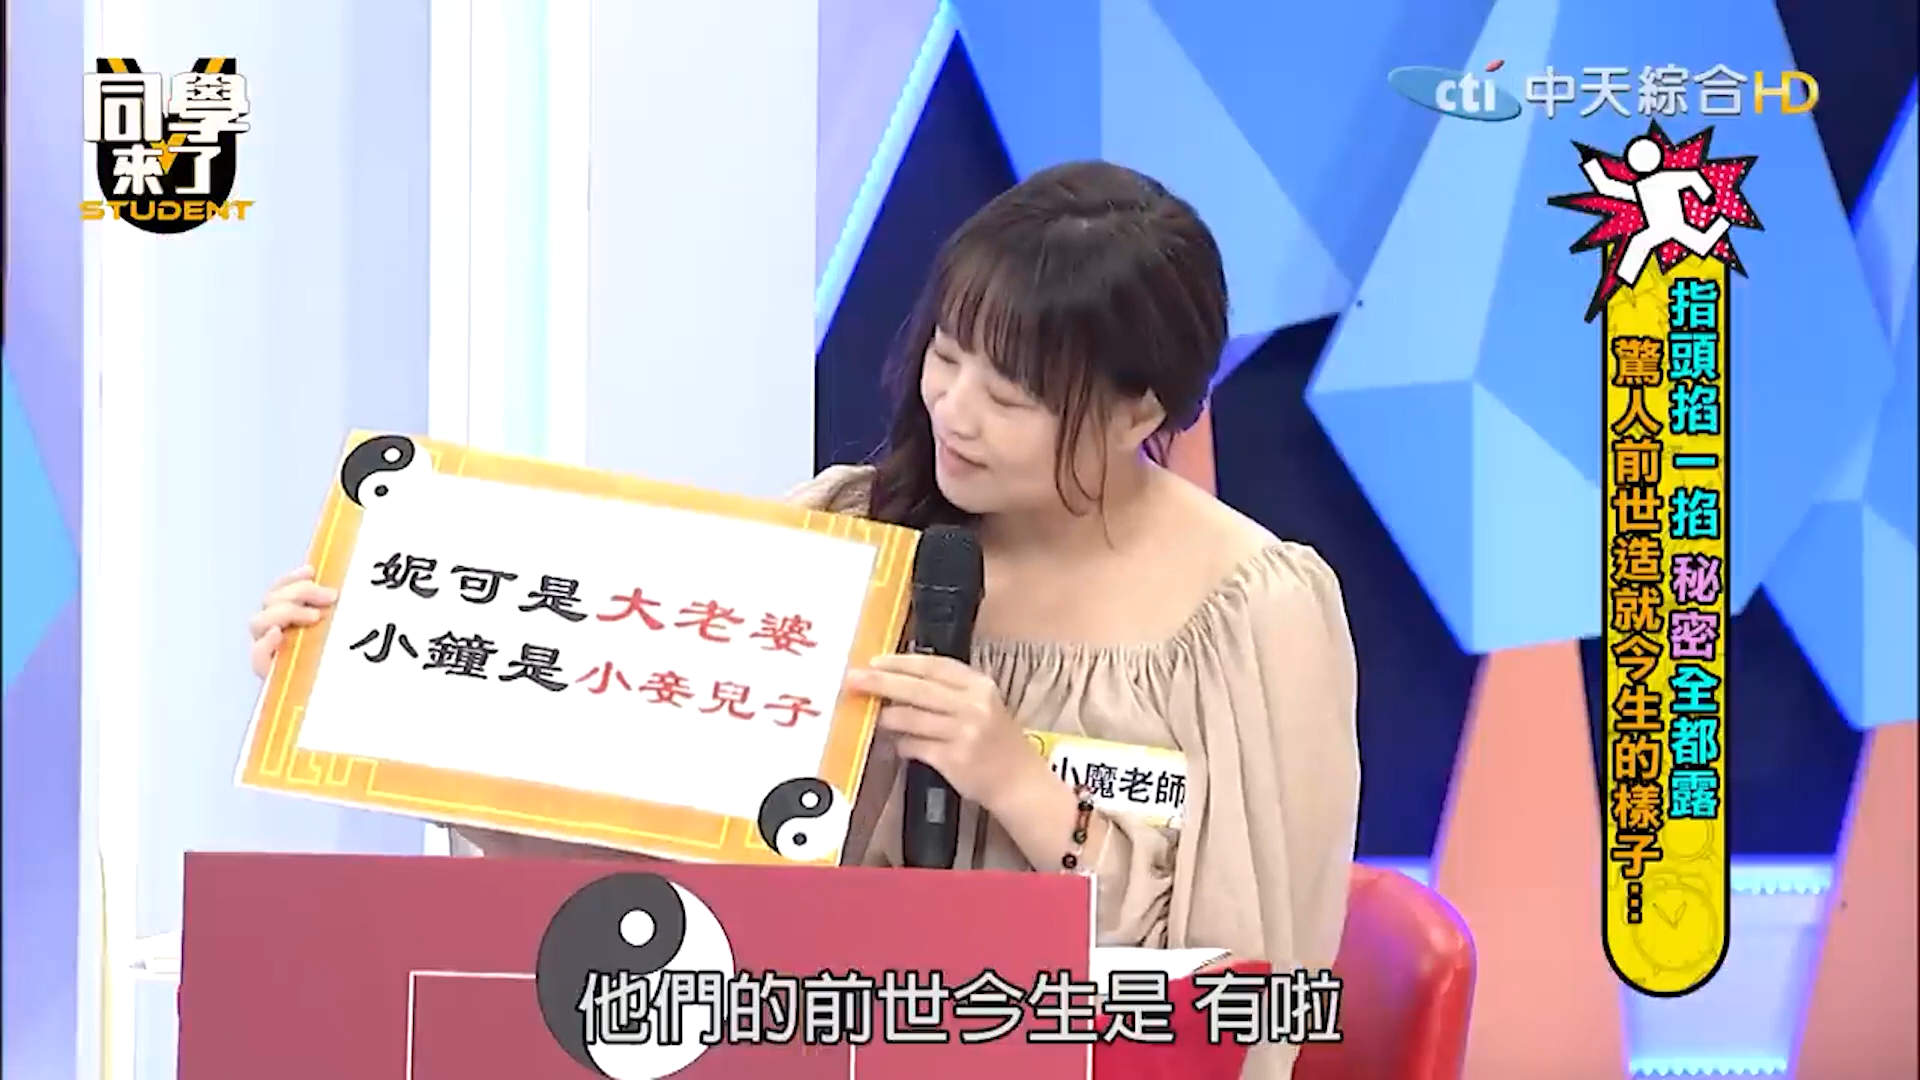 同學
來了
STUDENT
cti 中天綜合HD
指頭掐一掐 秘密全都露
驚人前世造就今生的樣子…
妮可是大老婆
小鐘是小妾兒子
小魔老師
他們的前世今生是 有啦